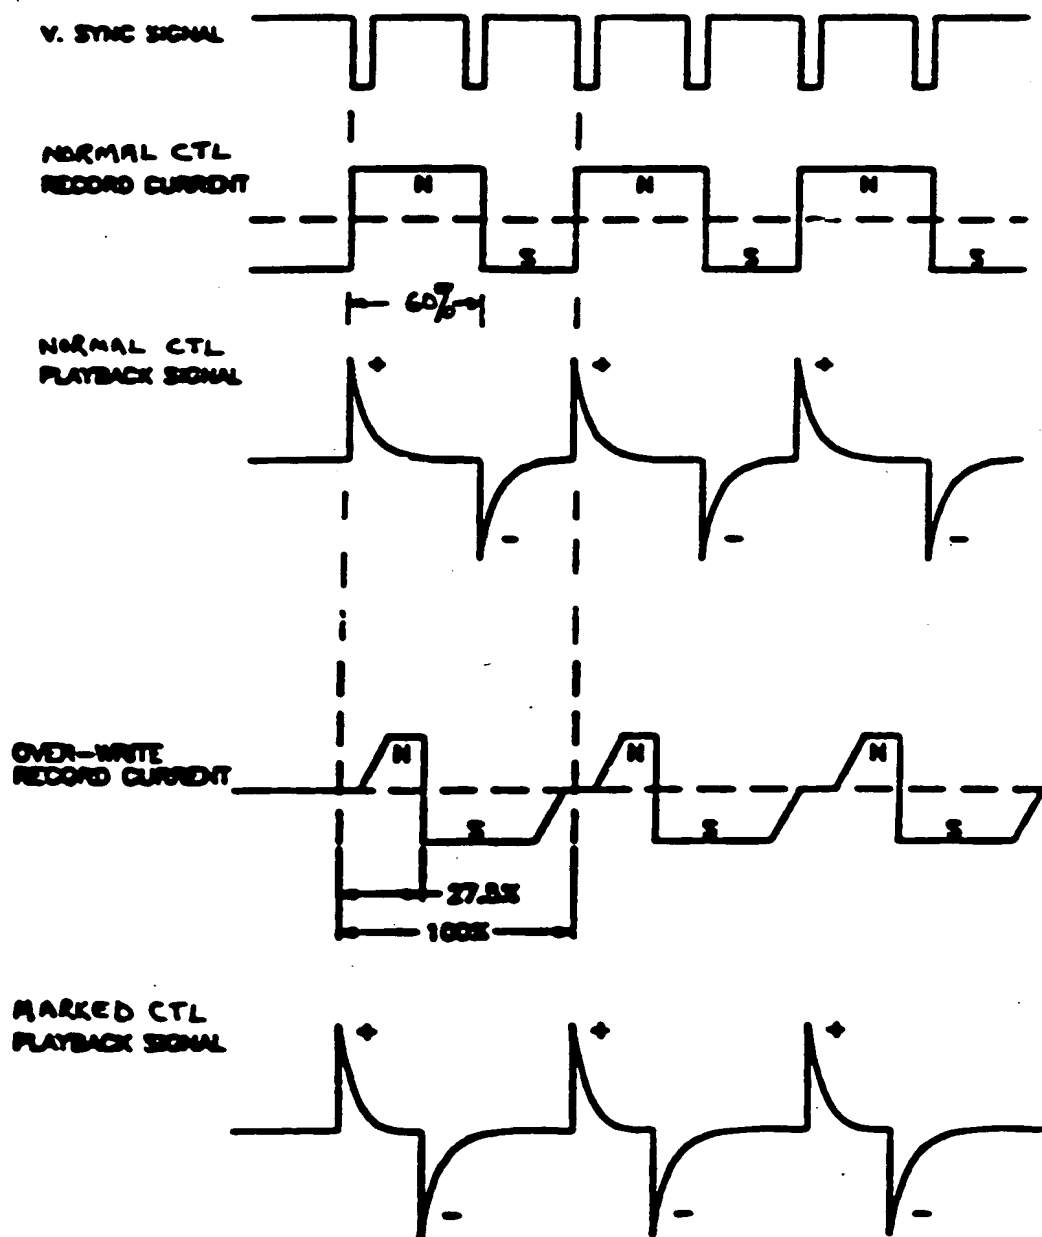 V. SYNC SIGNAL
NORMAL CTL
RECORD CURRENT
N N N
S S S
60%
NORMAL CTL
PLAYBACK SIGNAL
+ + +
- - -
OVER-WRITE
RECORD CURRENT
N N N
S S S
27.5%
100%
MARKED CTL
PLAYBACK SIGNAL
+ + +
- - -